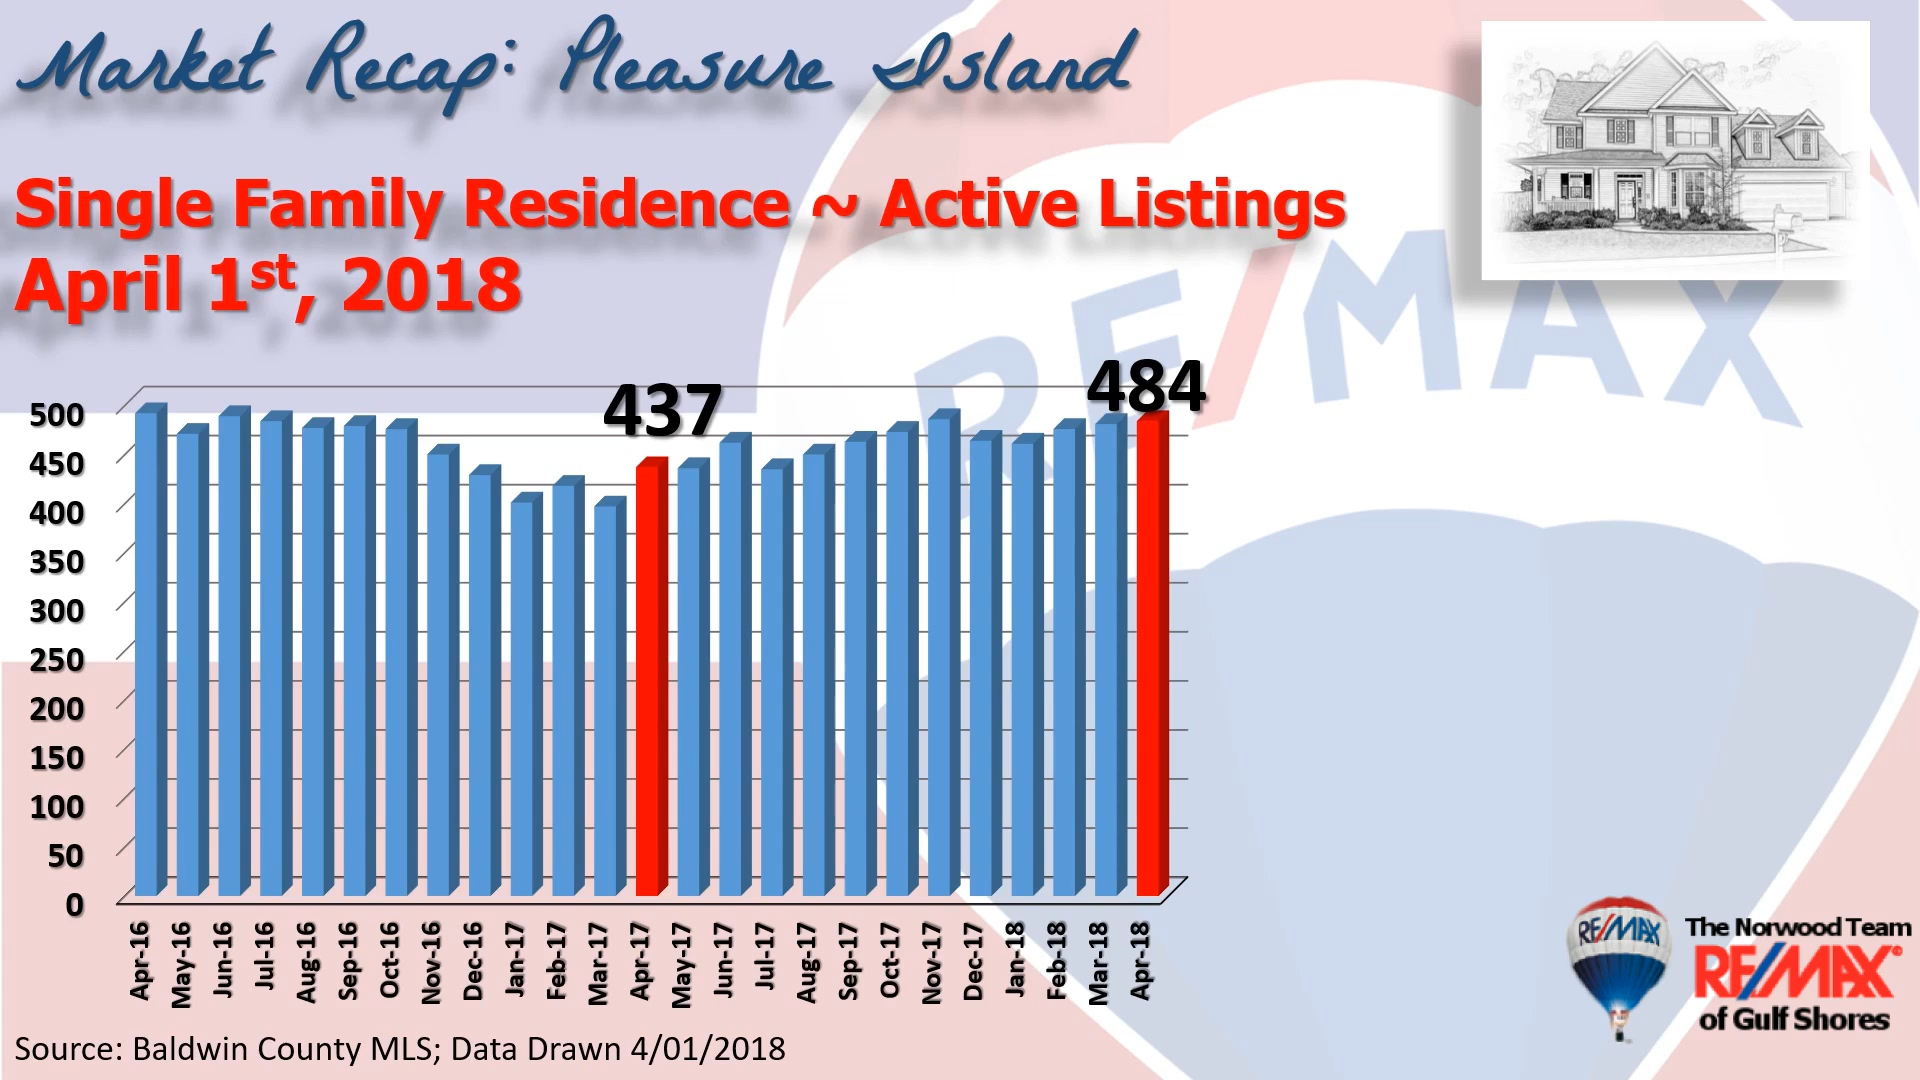 Market Recap: Pleasure Island
Single Family Residence ~ Active Listings
April 1st, 2018
RE/MAX
437
484
500
450
400
350
300
250
200
150
100
50
0
Apr-16
May-16
Jun-16
Jul-16
Aug-16
Sep-16
Oct-16
Nov-16
Dec-16
Jan-17
Feb-17
Mar-17
Apr-17
May-17
Jun-17
Jul-17
Aug-17
Sep-17
Oct-17
Nov-17
Dec-17
Jan-18
Feb-18
Mar-18
Apr-18
RE/MAX
The Norwood Team
RE/MAX
of Gulf Shores
Source: Baldwin County MLS; Data Drawn 4/01/2018